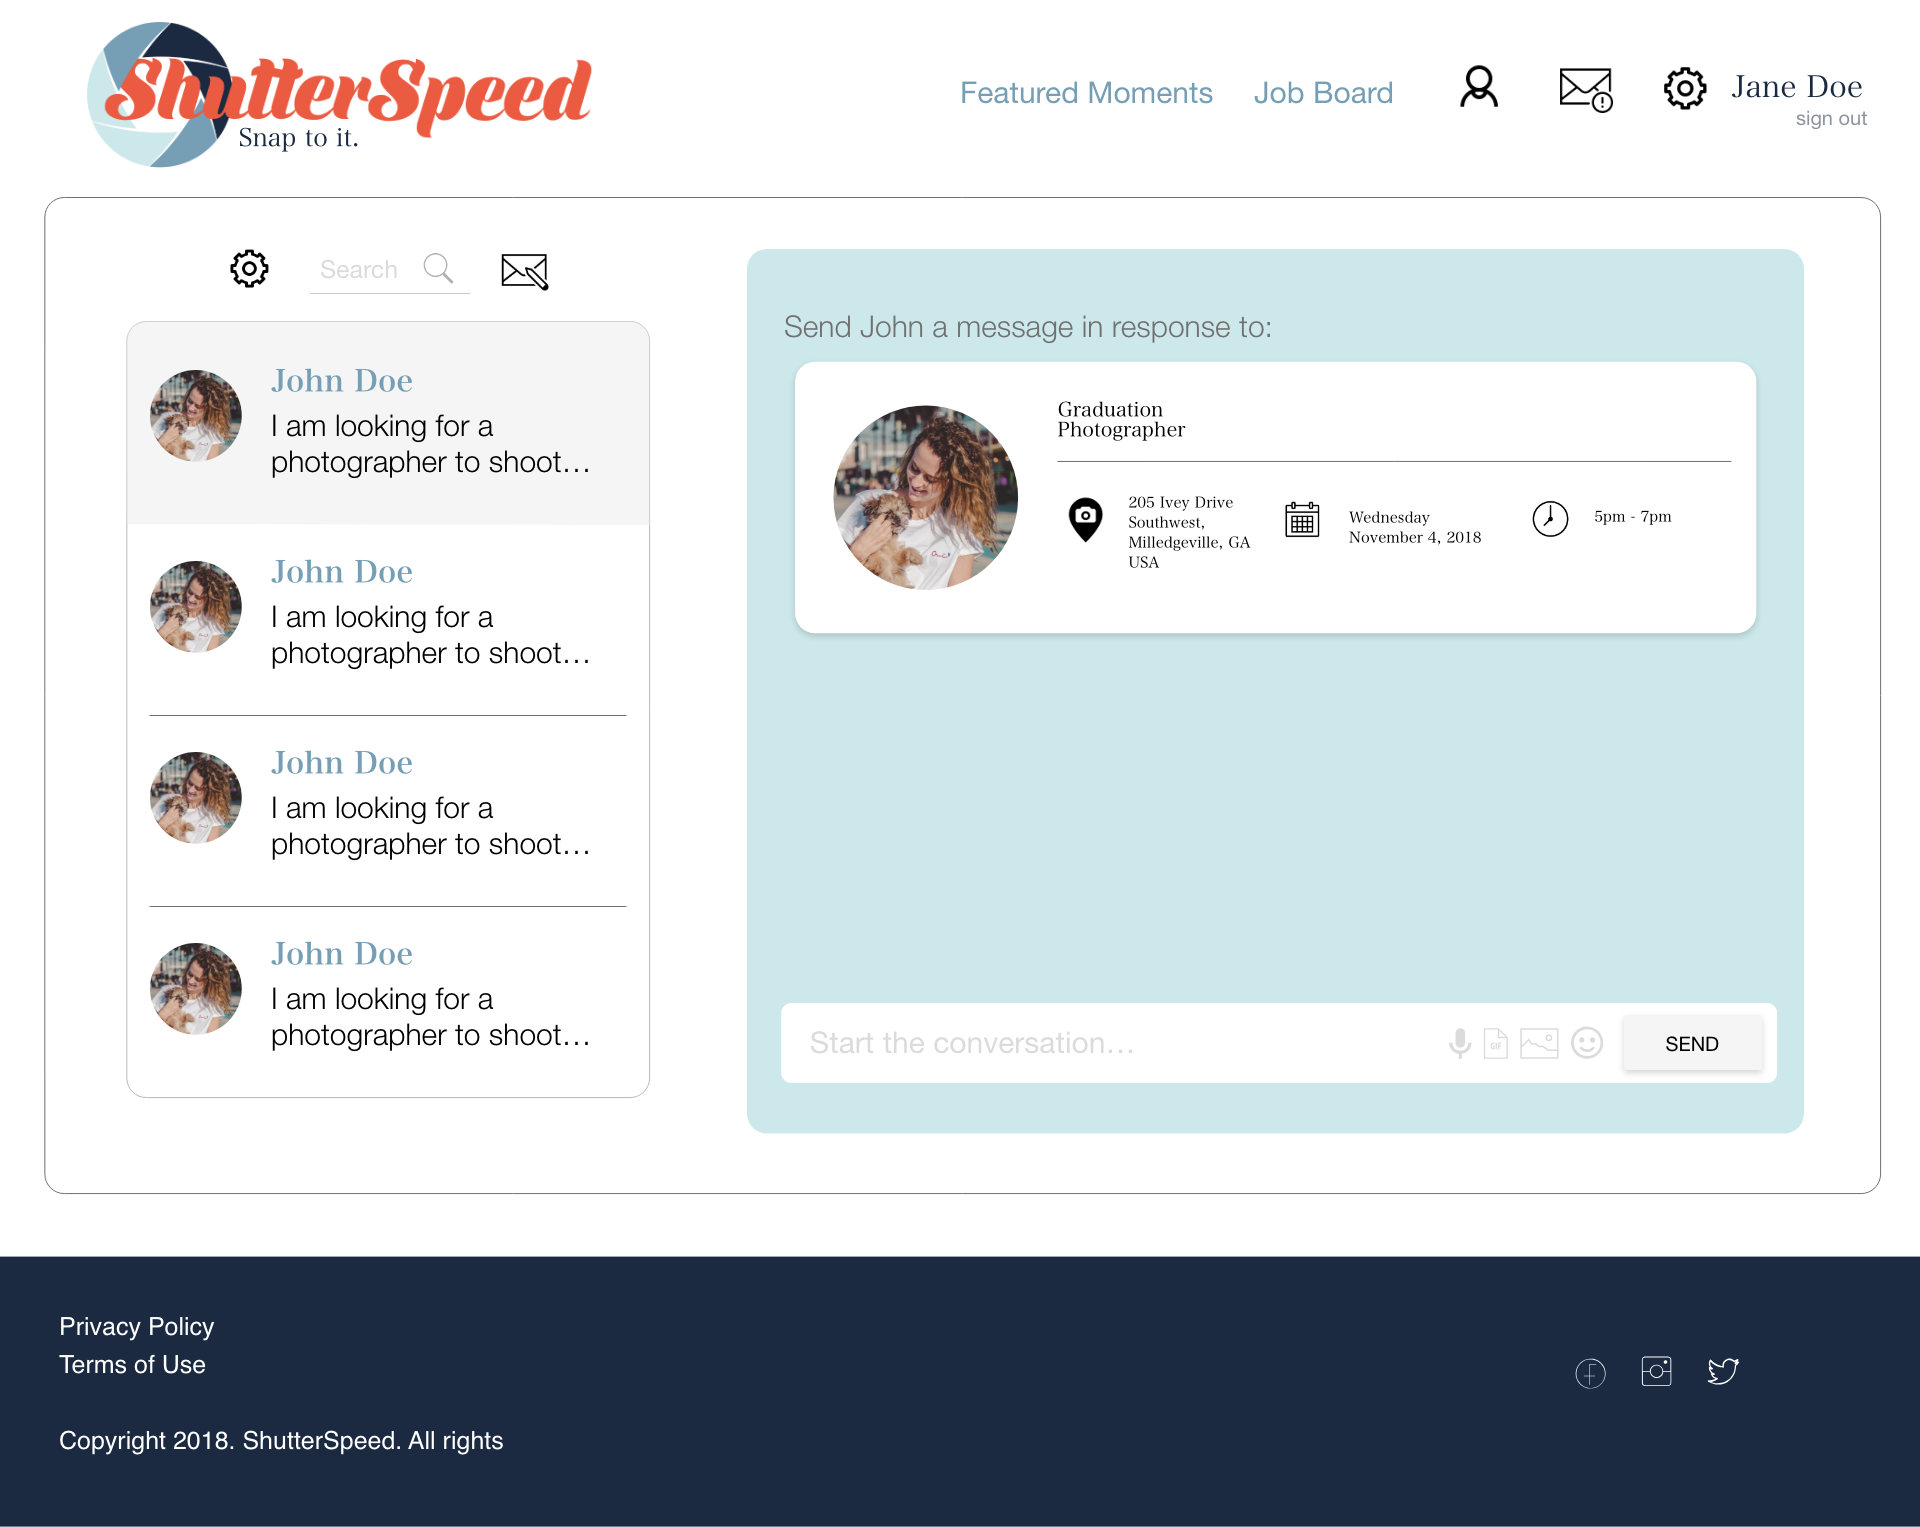 ShutterSpeed
Snap to it.
Featured Moments
Job Board
Jane Doe
sign out
Search
John Doe
I am looking for a
photographer to shoot...
John Doe
I am looking for a
photographer to shoot...
John Doe
I am looking for a
photographer to shoot...
John Doe
I am looking for a
photographer to shoot...
Send John a message in response to:
Graduation
Photographer
205 Ivey Drive
Southwest,
Milledgeville, GA
USA
Wednesday
November 4, 2018
5pm - 7pm
Start the conversation...
GIF
SEND
Privacy Policy
Terms of Use
Copyright 2018. ShutterSpeed. All rights